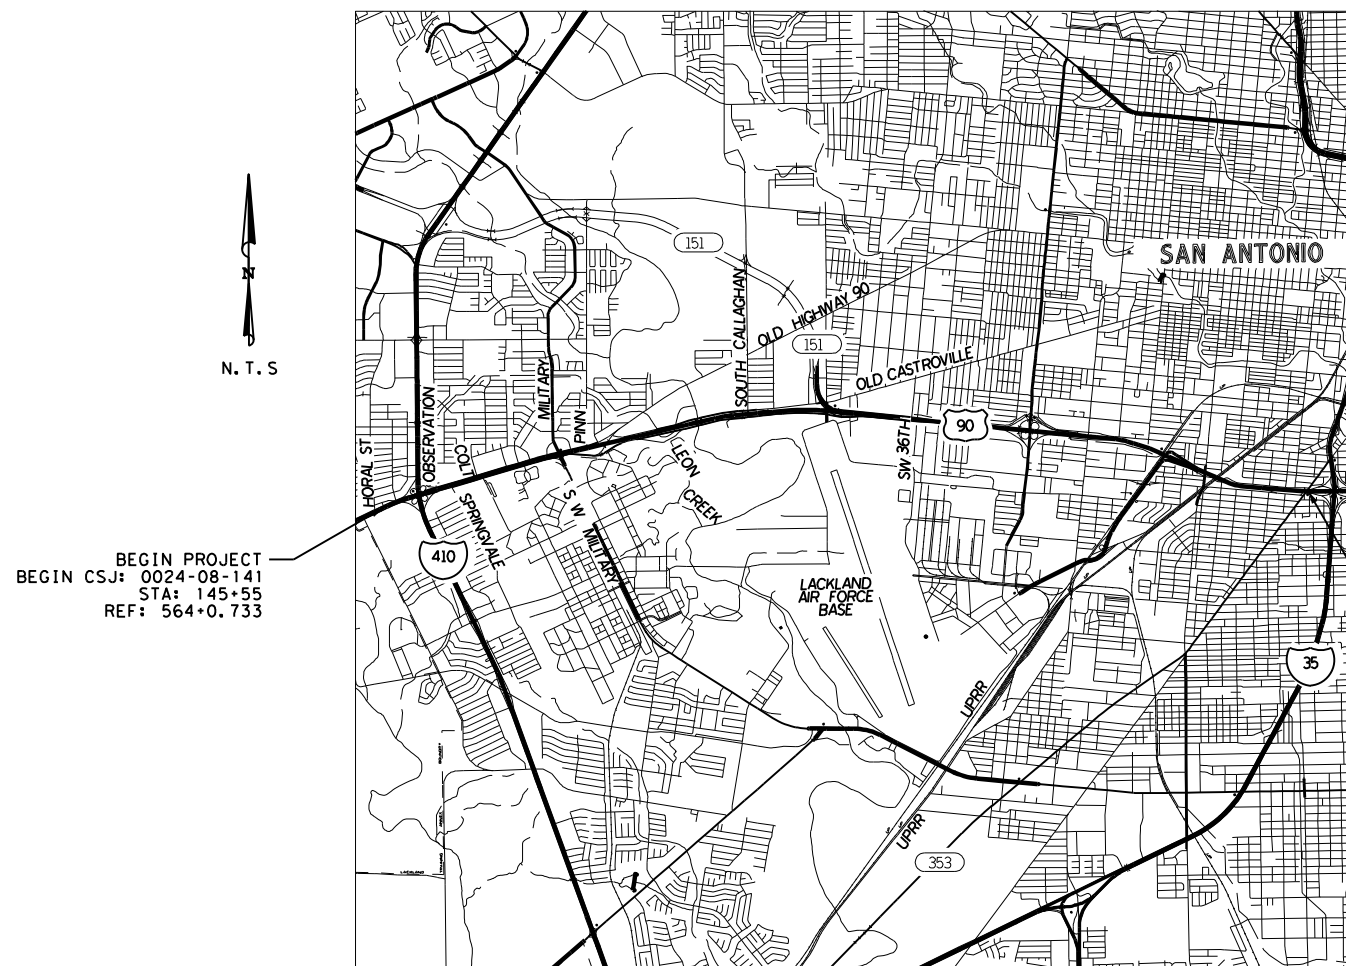 151
SAN ANTONIO
N
N.T.S
SOUTH CALLAGHAN
OLD HIGHWAY 90
151
OLD CASTROVILLE
MILITARY
PINN
OBSERVATION
COLT
HORAL ST
90
SW 36TH
LEON
CREEK
S W
MILITARY
SPRINGVALE
410
BEGIN PROJECT
BEGIN CSJ: 0024-08-141
STA: 145+55
REF: 564+0.733
LACKLAND
AIR FORCE
BASE
35
UPRR
UPRR
353
LACKLAND